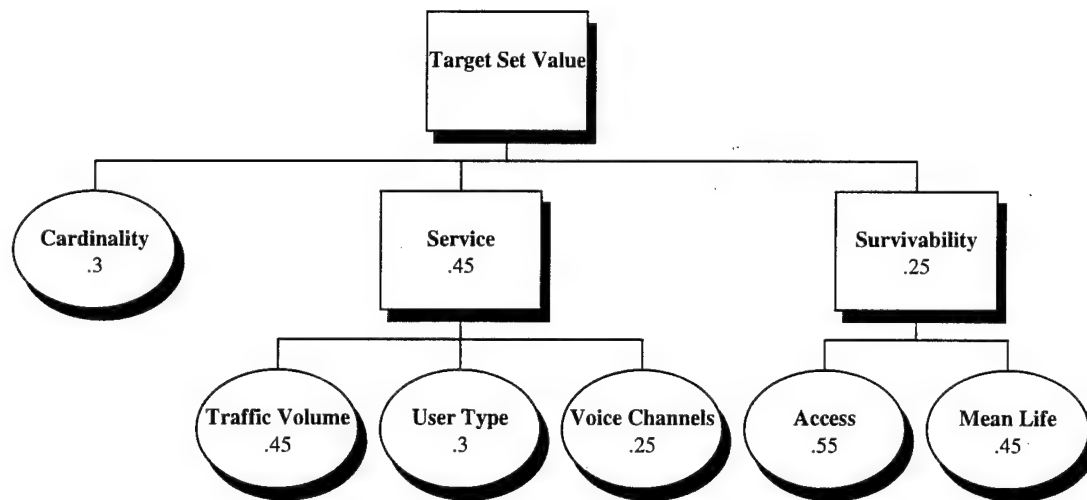 Target Set Value
Cardinality
.3
Service
.45
Survivability
.25
Traffic Volume
.45
User Type
.3
Voice Channels
.25
Access
.55
Mean Life
.45